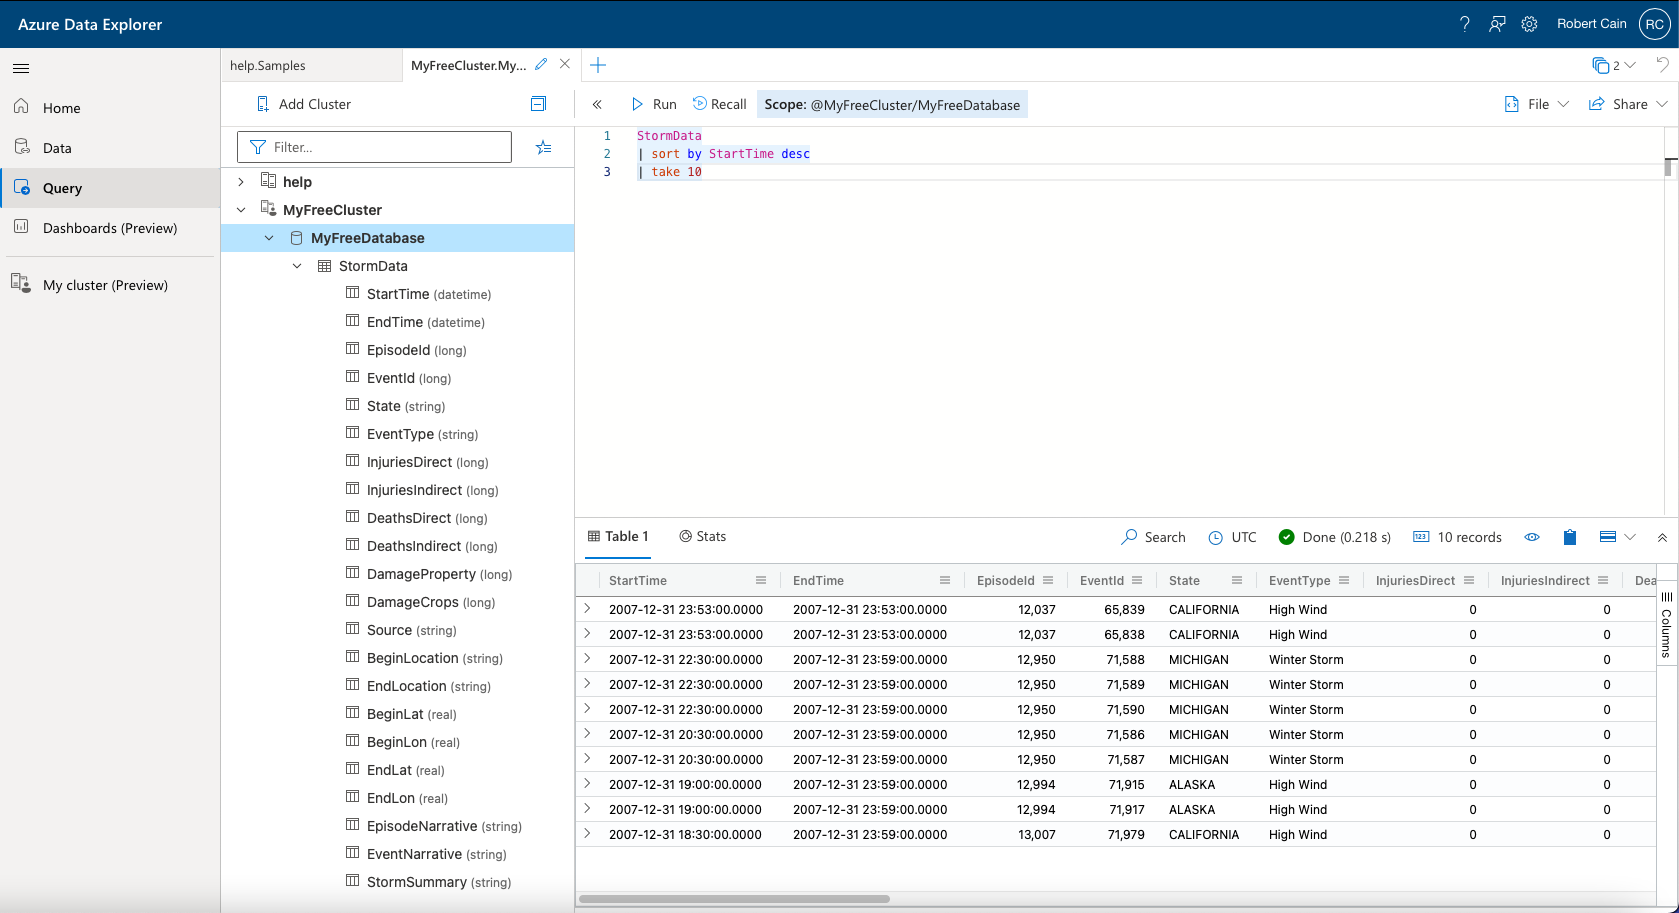 Azure Data Explorer
? Robert Cain RC
Home
Data
Query
Dashboards (Preview)
My cluster (Preview)
help.Samples
MyFreeCluster.My...
2
Add Cluster
Filter...
help
MyFreeCluster
MyFreeDatabase
StormData
StartTime (datetime)
EndTime (datetime)
EpisodeId (long)
EventId (long)
State (string)
EventType (string)
InjuriesDirect (long)
InjuriesIndirect (long)
DeathsDirect (long)
DeathsIndirect (long)
DamageProperty (long)
DamageCrops (long)
Source (string)
BeginLocation (string)
EndLocation (string)
BeginLat (real)
BeginLon (real)
EndLat (real)
EndLon (real)
EpisodeNarrative (string)
EventNarrative (string)
StormSummary (string)
Run Recall Scope: @MyFreeCluster/MyFreeDatabase File Share
1 StormData
2 | sort by StartTime desc
3 | take 10
Table 1 Stats Search UTC Done (0.218 s) 123 10 records
StartTime EndTime EpisodeId EventId State EventType InjuriesDirect InjuriesIndirect Dea
2007-12-31 23:53:00.0000 2007-12-31 23:53:00.0000 12,037 65,839 CALIFORNIA High Wind 0 0
2007-12-31 23:53:00.0000 2007-12-31 23:53:00.0000 12,037 65,838 CALIFORNIA High Wind 0 0
2007-12-31 22:30:00.0000 2007-12-31 23:59:00.0000 12,950 71,588 MICHIGAN Winter Storm 0 0
2007-12-31 22:30:00.0000 2007-12-31 23:59:00.0000 12,950 71,589 MICHIGAN Winter Storm 0 0
2007-12-31 22:30:00.0000 2007-12-31 23:59:00.0000 12,950 71,590 MICHIGAN Winter Storm 0 0
2007-12-31 20:30:00.0000 2007-12-31 23:59:00.0000 12,950 71,586 MICHIGAN Winter Storm 0 0
2007-12-31 20:30:00.0000 2007-12-31 23:59:00.0000 12,950 71,587 MICHIGAN Winter Storm 0 0
2007-12-31 19:00:00.0000 2007-12-31 23:59:00.0000 12,994 71,915 ALASKA High Wind 0 0
2007-12-31 19:00:00.0000 2007-12-31 23:59:00.0000 12,994 71,917 ALASKA High Wind 0 0
2007-12-31 18:30:00.0000 2007-12-31 23:59:00.0000 13,007 71,979 CALIFORNIA High Wind 0 0
Columns